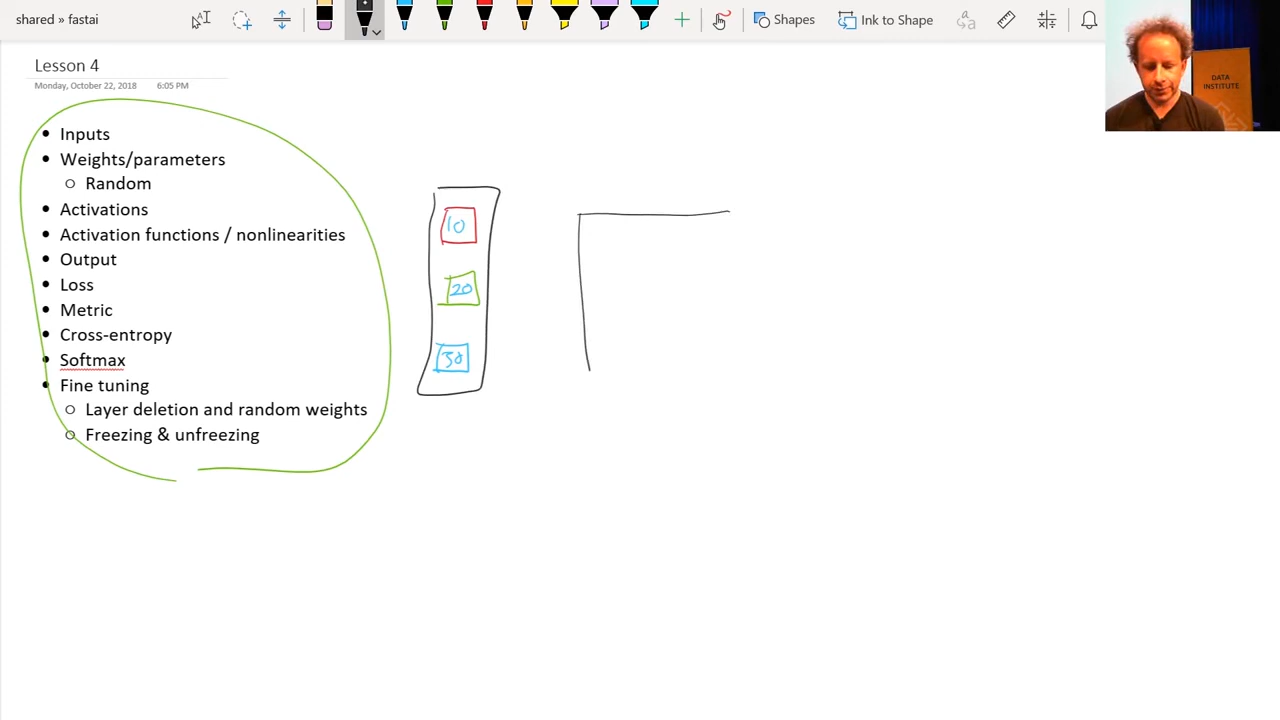 shared » fastai
Shapes
Ink to Shape
DATA
INSTITUTE
Lesson 4
Monday, October 22, 2018 6:05 PM
• Inputs
• Weights/parameters
○ Random
• Activations
• Activation functions / nonlinearities
• Output
• Loss
• Metric
• Cross-entropy
• Softmax
• Fine tuning
○ Layer deletion and random weights
○ Freezing & unfreezing
10
20
30